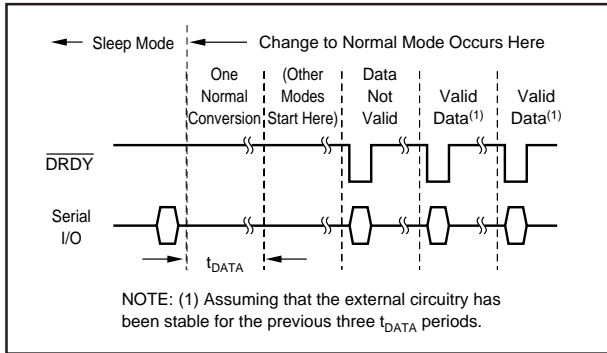 Sleep Mode
Change to Normal Mode Occurs Here
One
Normal
Conversion
(Other
Modes
Start Here)
Data
Not
Valid
Valid
Data(1)
Valid
Data(1)
DRDY
Serial
I/O
tDATA
NOTE: (1) Assuming that the external circuitry has
been stable for the previous three tDATA periods.